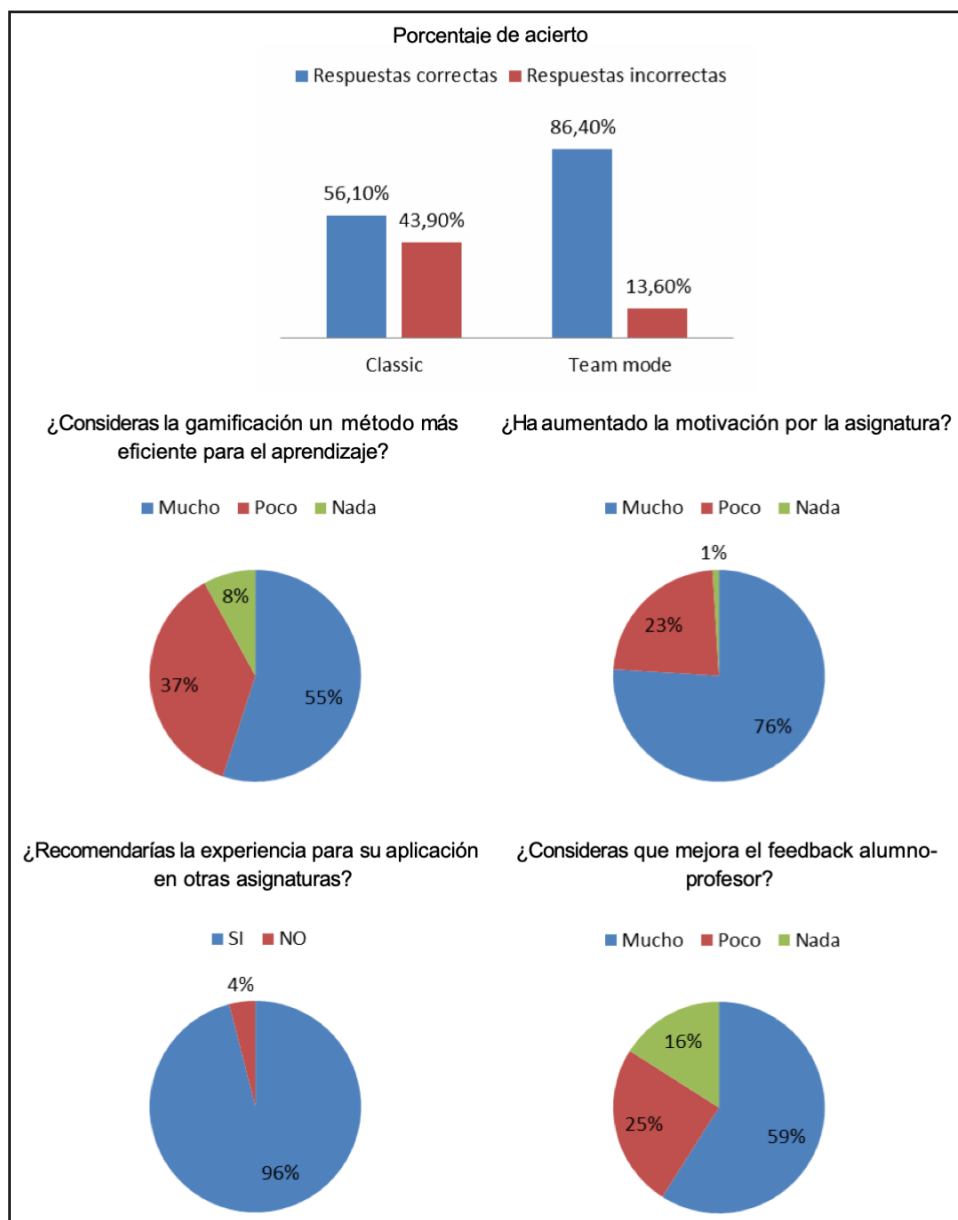 Porcentaje de acierto
Respuestas correctas Respuestas incorrectas
86,40%
56,10%
43,90%
13,60%
Classic Team mode
¿Consideras la gamificación un método más
eficiente para el aprendizaje?
Mucho Poco Nada
8%
37%
55%
¿Ha aumentado la motivación por la asignatura?
Mucho Poco Nada
1%
23%
76%
¿Recomendarías la experiencia para su aplicación
en otras asignaturas?
SI NO
4%
96%
¿Consideras que mejora el feedback alumno-
profesor?
Mucho Poco Nada
16%
25%
59%